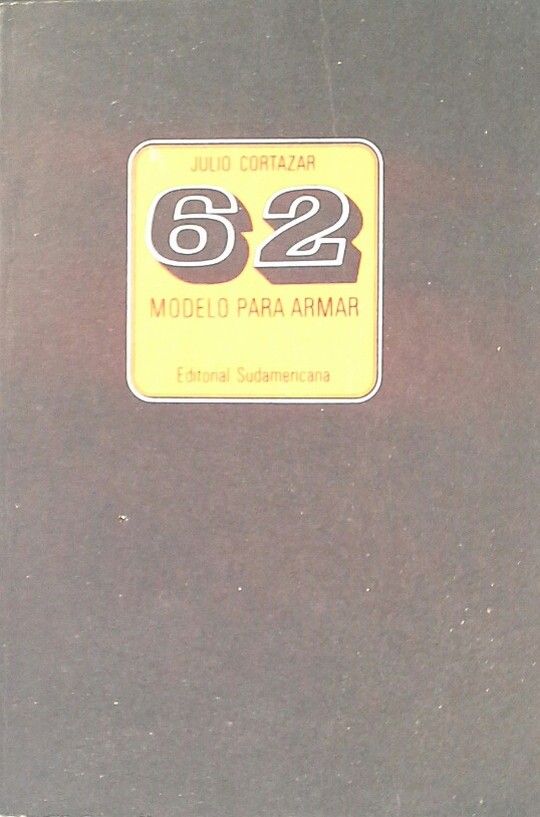 JULIO CORTAZAR
62
MODELO PARA ARMAR
Editorial Sudamericana